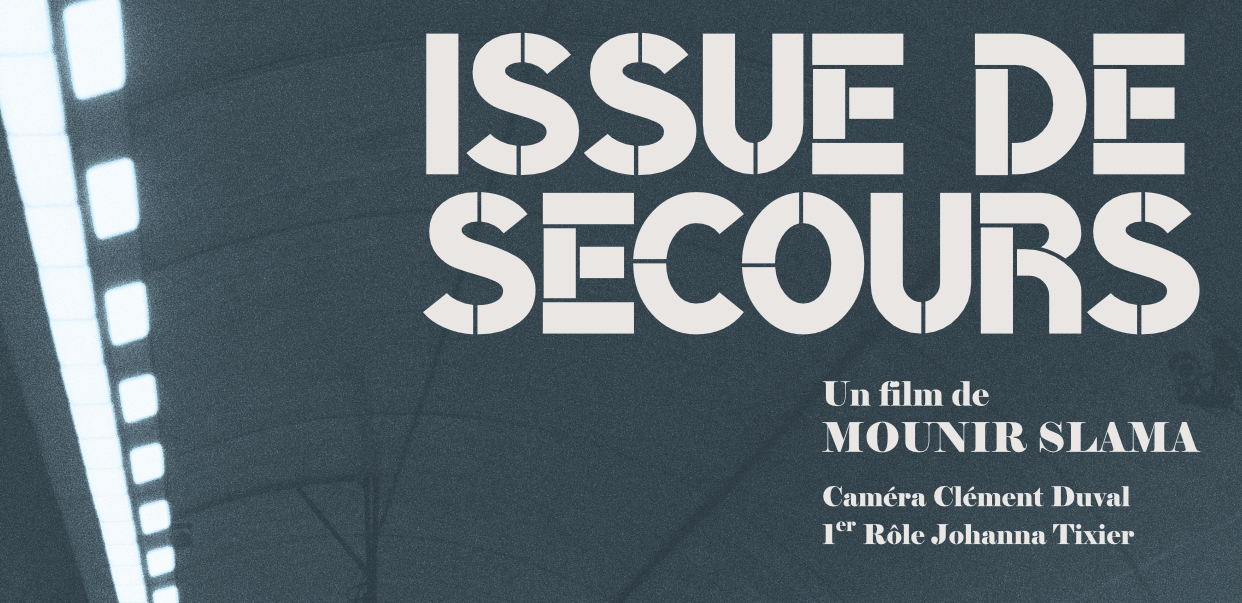 ISSUE DE
SECOURS
Un film de
MOUNIR SLAMA
Caméra Clément Duval
1er Rôle Johanna Tixier